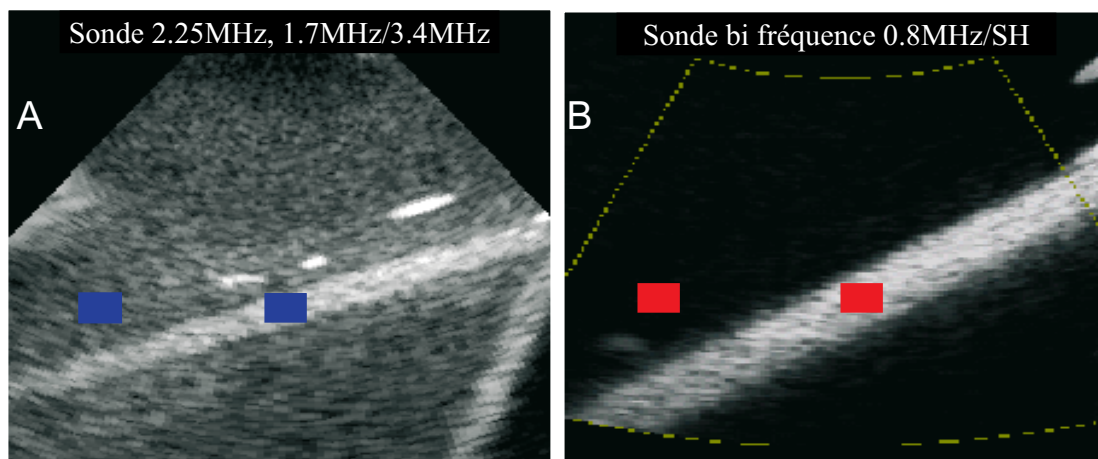 Sonde 2.25MHz, 1.7MHz/3.4MHz
A
Sonde bi fréquence 0.8MHz/SH
B